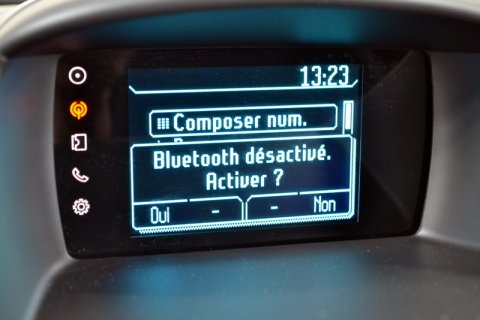 13:23
Composer num.
Bluetooth désactivé.
Activer ?
Oui - - Non